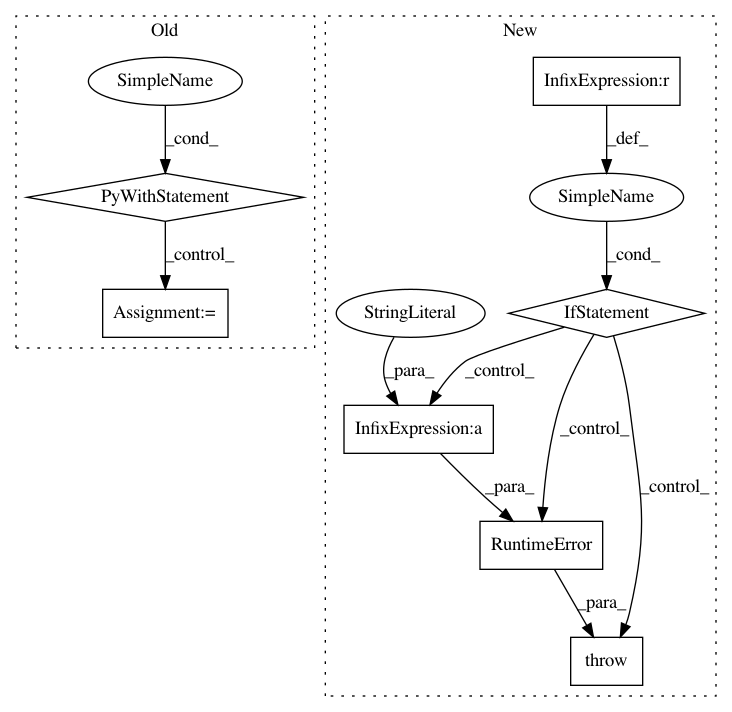 Old
New
SimpleName
InfixExpression:r
_cond_
_def_
PyWithStatement
SimpleName
_control_
_cond_
Assignment:=
StringLiteral
IfStatement
_para_
_control_
InfixExpression:a
_control_
_control_
_para_
RuntimeError
_para_
throw